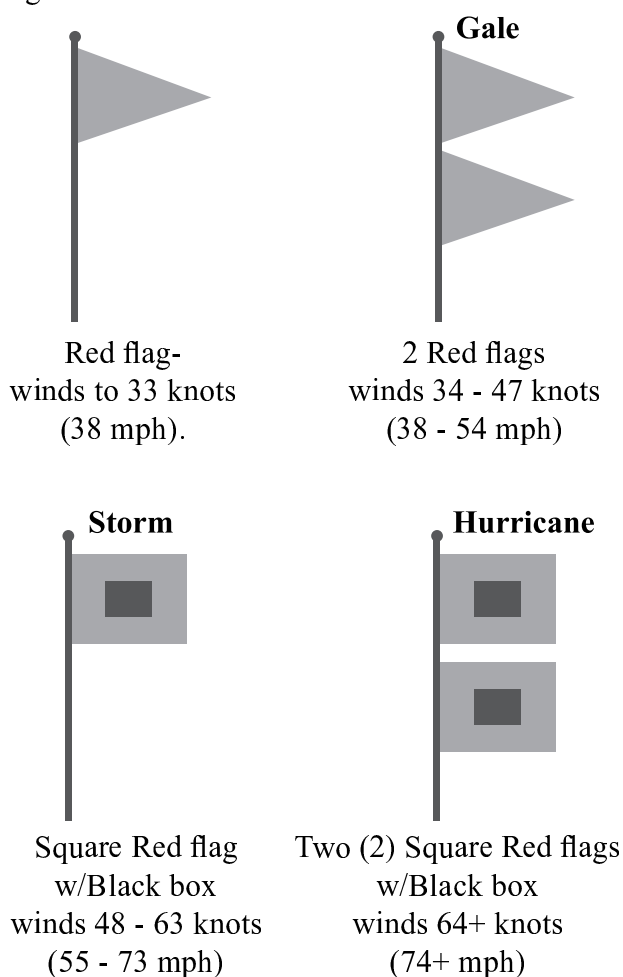 Red flag-
winds to 33 knots
(38 mph).
Gale
2 Red flags
winds 34 - 47 knots
(38 - 54 mph)
Storm
Square Red flag
w/Black box
winds 48 - 63 knots
(55 - 73 mph)
Hurricane
Two (2) Square Red flags
w/Black box
winds 64+ knots
(74+ mph)